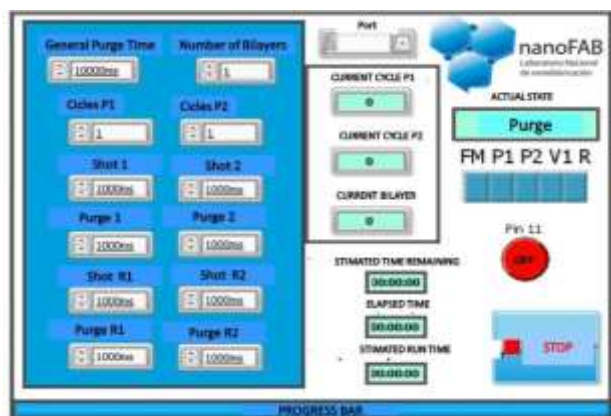 General Purge Time
Number of Bilayers
10000ms
1
Cicles P1
Cicles P2
1
1
Shot 1
Shot 2
1000ms
1000ms
Purge 1
Purge 2
1000ms
1000ms
Shot R1
Shot R2
1000ms
1000ms
Purge R1
Purge R2
1000ms
1000ms
Port
CURRENT CYCLE P1
0
CURRENT CYCLE P2
0
CURRENT BILAYER
0
STIMATED TIME REMAINING
00:00:00
ELAPSED TIME
00:00:00
STIMATED RUN TIME
00:00:00
nanoFAB
Laboratorio Nacional
de nanofabricación
ACTUAL STATE
Purge
FM P1 P2 V1 R
Pin 11
OFF
STOP
PROGRESS BAR